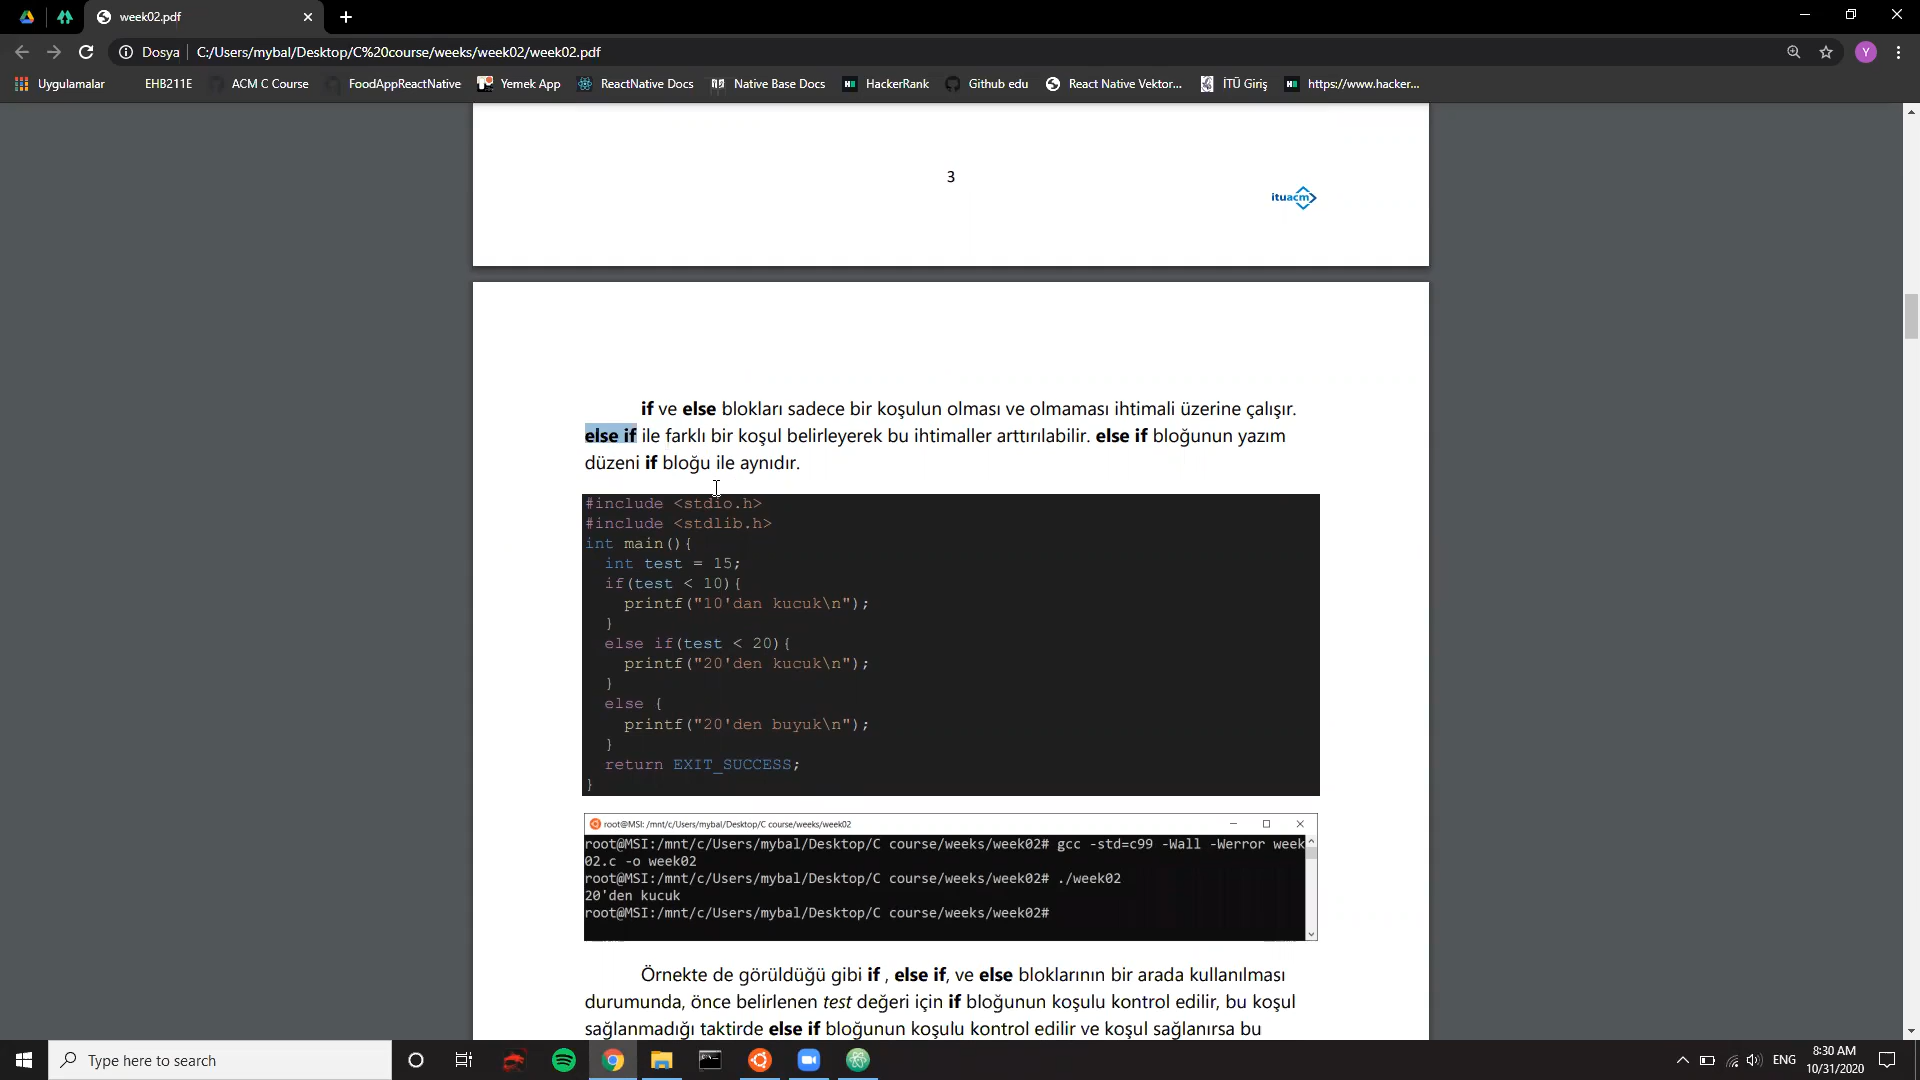 week02.pdf
Dosya
C:/Users/mybal/Desktop/C%20course/weeks/week02/week02.pdf
Y
Uygulamalar
EHB211E
ACM C Course
FoodAppReactNative
Yemek App
ReactNative Docs
Native Base Docs
HackerRank
Github edu
React Native Vektor...
İTÜ Giriş
https://www.hacker...
3
ituacm
if ve else blokları sadece bir koşulun olması ve olmaması ihtimali üzerine çalışır.
else if ile farklı bir koşul belirleyerek bu ihtimaller arttırılabilir. else if bloğunun yazım
düzeni if bloğu ile aynıdır.
#include <stdio.h>
#include <stdlib.h>
int main(){
int test = 15;
if(test < 10){
printf("10'dan kucuk\n");
}
else if(test < 20){
printf("20'den kucuk\n");
}
else {
printf("20'den buyuk\n");
}
return EXIT_SUCCESS;
}
root@MSI: /mnt/c/Users/mybal/Desktop/C course/weeks/week02
root@MSI:/mnt/c/Users/mybal/Desktop/C course/weeks/week02# gcc -std=c99 -Wall -Werror week
02.c -o week02
root@MSI:/mnt/c/Users/mybal/Desktop/C course/weeks/week02# ./week02
20'den kucuk
root@MSI:/mnt/c/Users/mybal/Desktop/C course/weeks/week02#
Örnekte de görüldüğü gibi if , else if, ve else bloklarının bir arada kullanılması
durumunda, önce belirlenen test değeri için if bloğunun koşulu kontrol edilir, bu koşul
sağlanmadığı taktirde else if bloğunun koşulu kontrol edilir ve koşul sağlanırsa bu
Type here to search
ENG
8:30 AM
10/31/2020